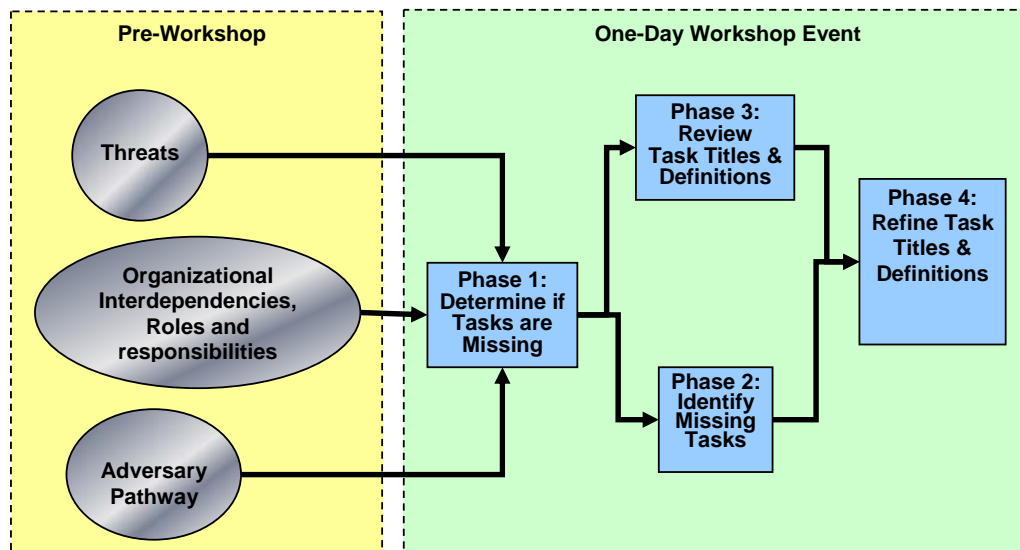 Pre-Workshop
Threats
Organizational
Interdependencies,
Roles and
responsibilities
Adversary
Pathway
One-Day Workshop Event
Phase 1:
Determine if
Tasks are
Missing
Phase 3:
Review
Task Titles &
Definitions
Phase 2:
Identify
Missing
Tasks
Phase 4:
Refine Task
Titles &
Definitions